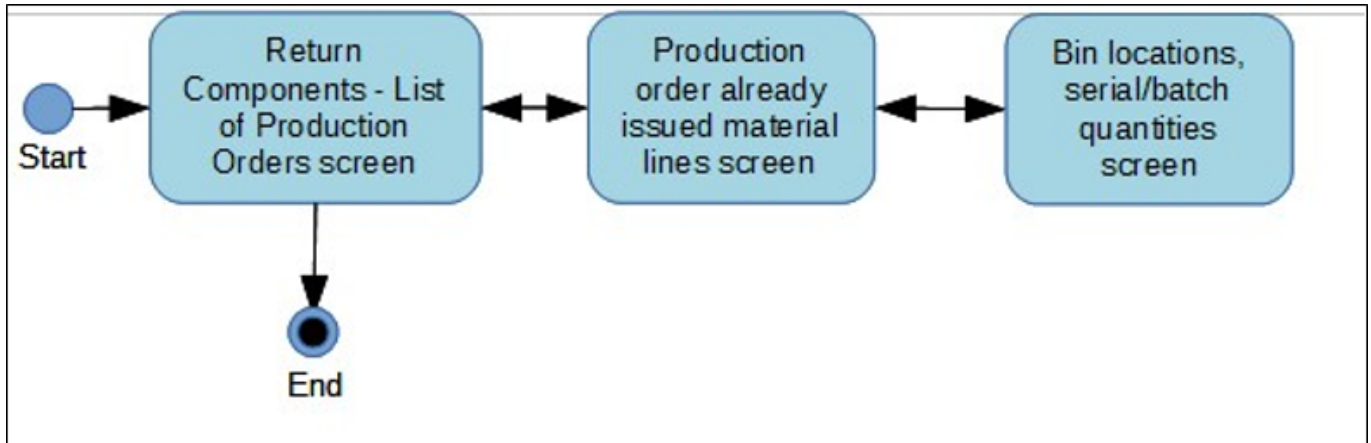 Start
Return
Components - List
of Production
Orders screen
Production
order already
issued material
lines screen
Bin locations,
serial/batch
quantities
screen
End